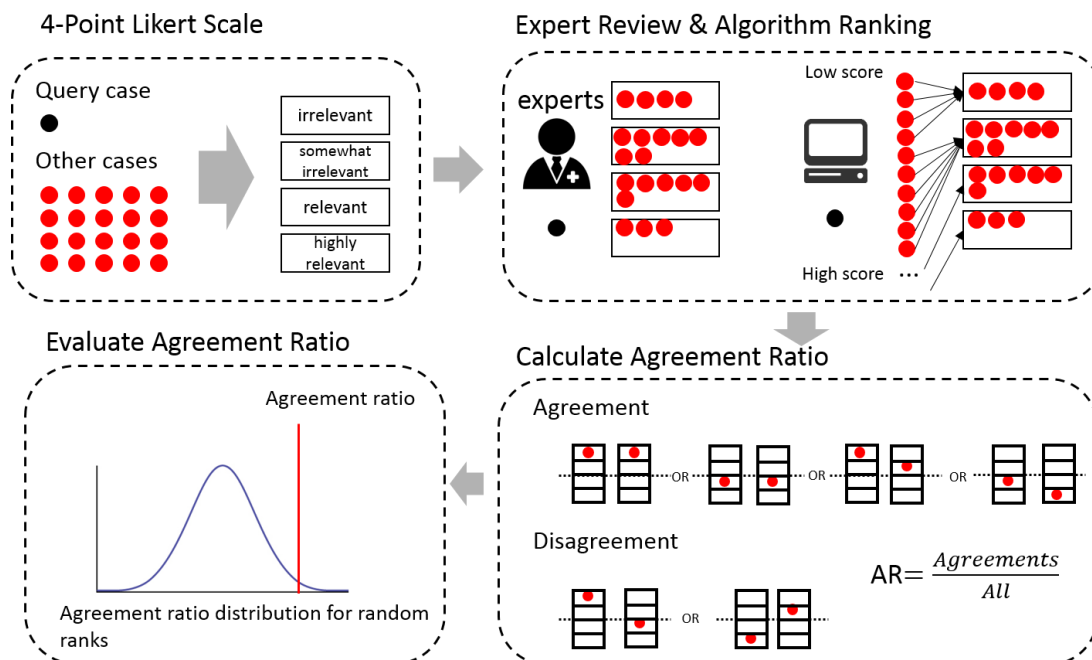 4-Point Likert Scale
Query case
Other cases
irrelevant
somewhat
irrelevant
relevant
highly
relevant
Expert Review & Algorithm Ranking
experts
Low score
High score
...
Evaluate Agreement Ratio
Agreement ratio
Agreement ratio distribution for random
ranks
Calculate Agreement Ratio
Agreement
OR
OR
OR
Disagreement
OR
AR= Agreements
All